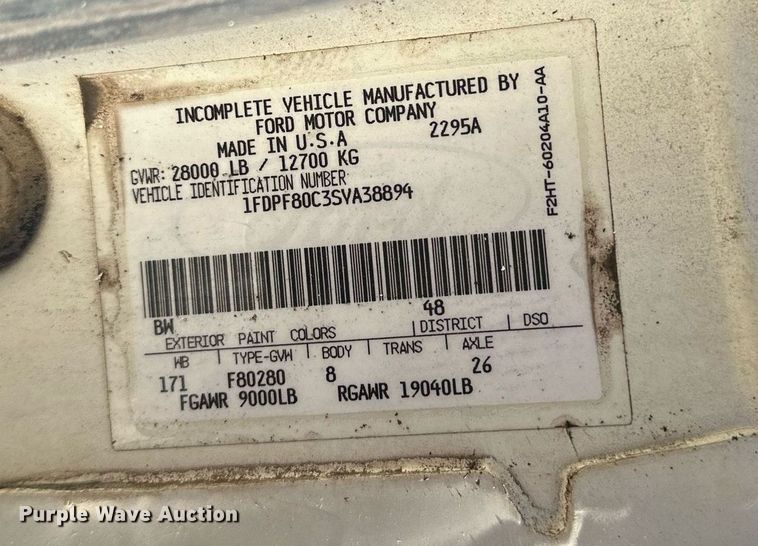 INCOMPLETE VEHICLE MANUFACTURED BY
FORD MOTOR COMPANY
MADE IN U.S.A 2295A
GVWR: 28000 LB / 12700 KG
VEHICLE IDENTIFICATION NUMBER
1FDPF80C3SVA38894
F2HT-60204A10-AA
BW 48
EXTERIOR PAINT COLORS DISTRICT DSO
WB TYPE-GVW BODY TRANS AXLE
171 F80280 8 26
FGAWR 9000LB RGAWR 19040LB
Purple Wave Auction